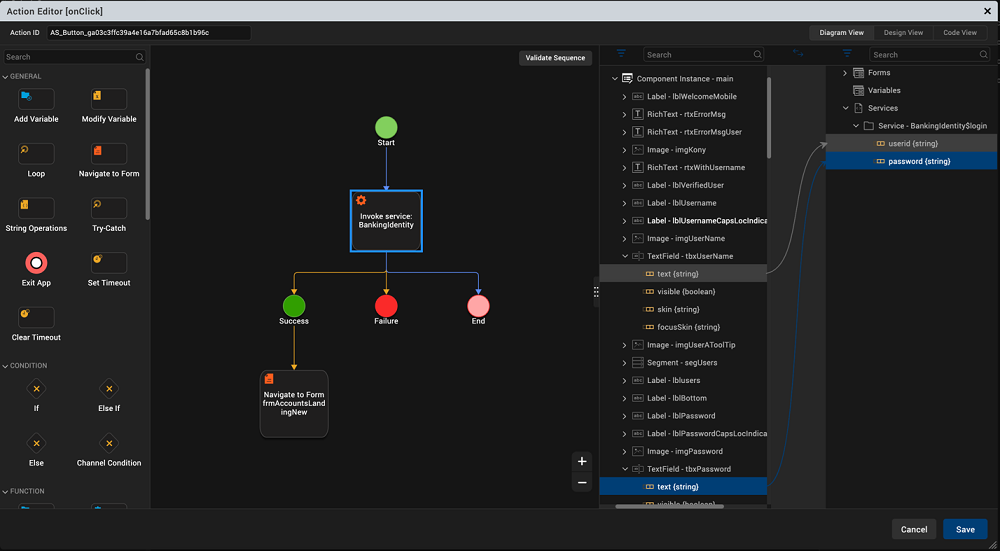 Action Editor [onClick]
Action ID
AS_Button_ga03c3ffc39a4e16a7bfad65c8b1b96c
Diagram View
Design View
Code View
Search
GENERAL
Add Variable
Modify Variable
Loop
Navigate to Form
String Operations
Try-Catch
Exit App
Set Timeout
Clear Timeout
CONDITION
If
Else If
Else
Channel Condition
FUNCTION
Validate Sequence
Start
Invoke service:
BankingIdentity
Success
Failure
End
Navigate to Form
frmAccountsLan
dingNew
Search
Component Instance - main
Label - lblWelcomeMobile
RichText - rtxErrorMsg
RichText - rtxErrorMsgUser
Image - imgKony
RichText - rtxWithUsername
Label - lblVerifiedUser
Label - lblUsername
Label - lblUsernameCapsLocIndica
Image - imgUserName
TextField - tbxUserName
text {string}
visible {boolean}
skin {string}
focusSkin {string}
Image - imgUserAToolTip
Segment - segUsers
Label - lblusers
Label - lblBottom
Label - lblPassword
Label - lblPasswordCapsLocIndica
Image - imgPassword
TextField - tbxPassword
text {string}
visible {boolean}
Search
Forms
Variables
Services
Service - BankingIdentity$login
userid {string}
password {string}
Cancel
Save